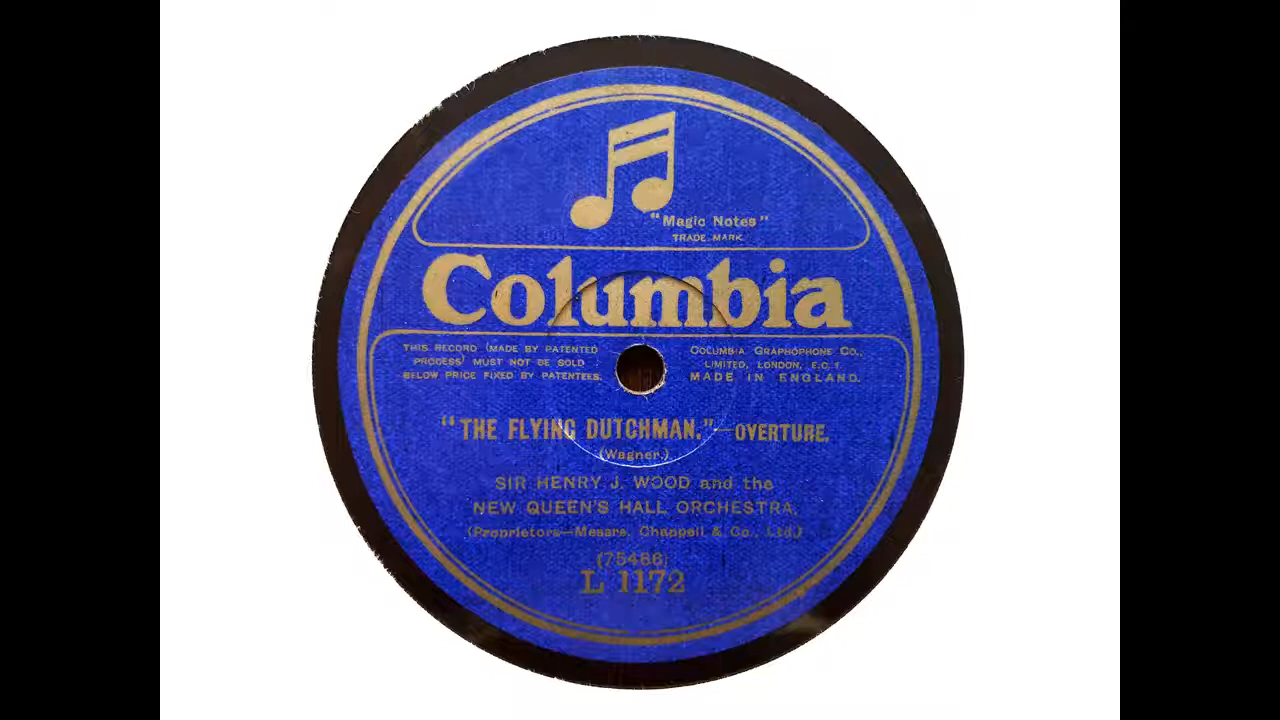 "Magic Notes"
TRADE MARK
Columbia
THIS RECORD (MADE BY PATENTED
PROCESS) MUST NOT BE SOLD
BELOW PRICE FIXED BY PATENTEES.
COLUMBIA GRAPHOPHONE CO.,
LIMITED, LONDON, E.C.1
MADE IN ENGLAND.
"THE FLYING DUTCHMAN."—OVERTURE.
(Wagner.)
SIR HENRY J. WOOD and the
NEW QUEEN'S HALL ORCHESTRA.
(Proprietors—Messrs. Chappell & Co., Ltd.)
(75486)
L 1172